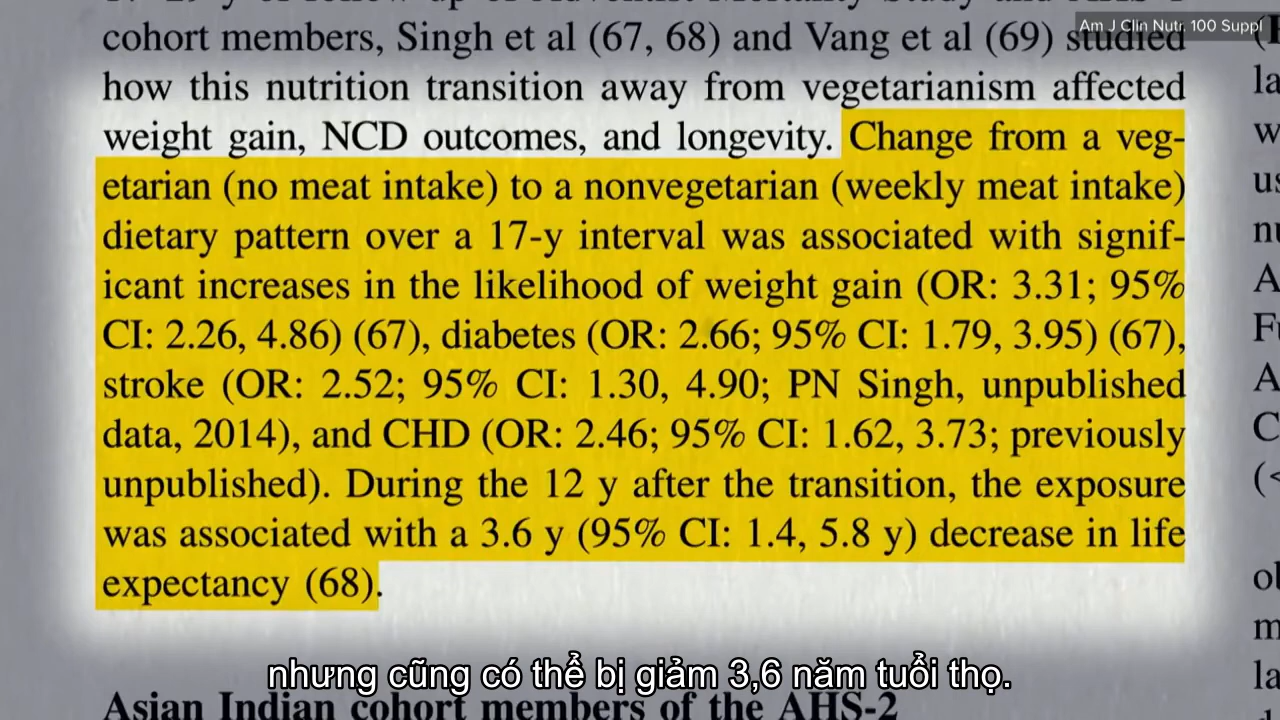 Am J Clin Nutr. 100 Suppl
cohort members, Singh et al (67, 68) and Vang et al (69) studied
how this nutrition transition away from vegetarianism affected
weight gain, NCD outcomes, and longevity. Change from a veg-
etarian (no meat intake) to a nonvegetarian (weekly meat intake)
dietary pattern over a 17-y interval was associated with signif-
icant increases in the likelihood of weight gain (OR: 3.31; 95%
CI: 2.26, 4.86) (67), diabetes (OR: 2.66; 95% CI: 1.79, 3.95) (67),
stroke (OR: 2.52; 95% CI: 1.30, 4.90; PN Singh, unpublished
data, 2014), and CHD (OR: 2.46; 95% CI: 1.62, 3.73; previously
unpublished). During the 12 y after the transition, the exposure
was associated with a 3.6 y (95% CI: 1.4, 5.8 y) decrease in life
expectancy (68).
nhưng cũng có thể bị giảm 3,6 năm tuổi thọ.
Asian Indian cohort members of the AHS-2